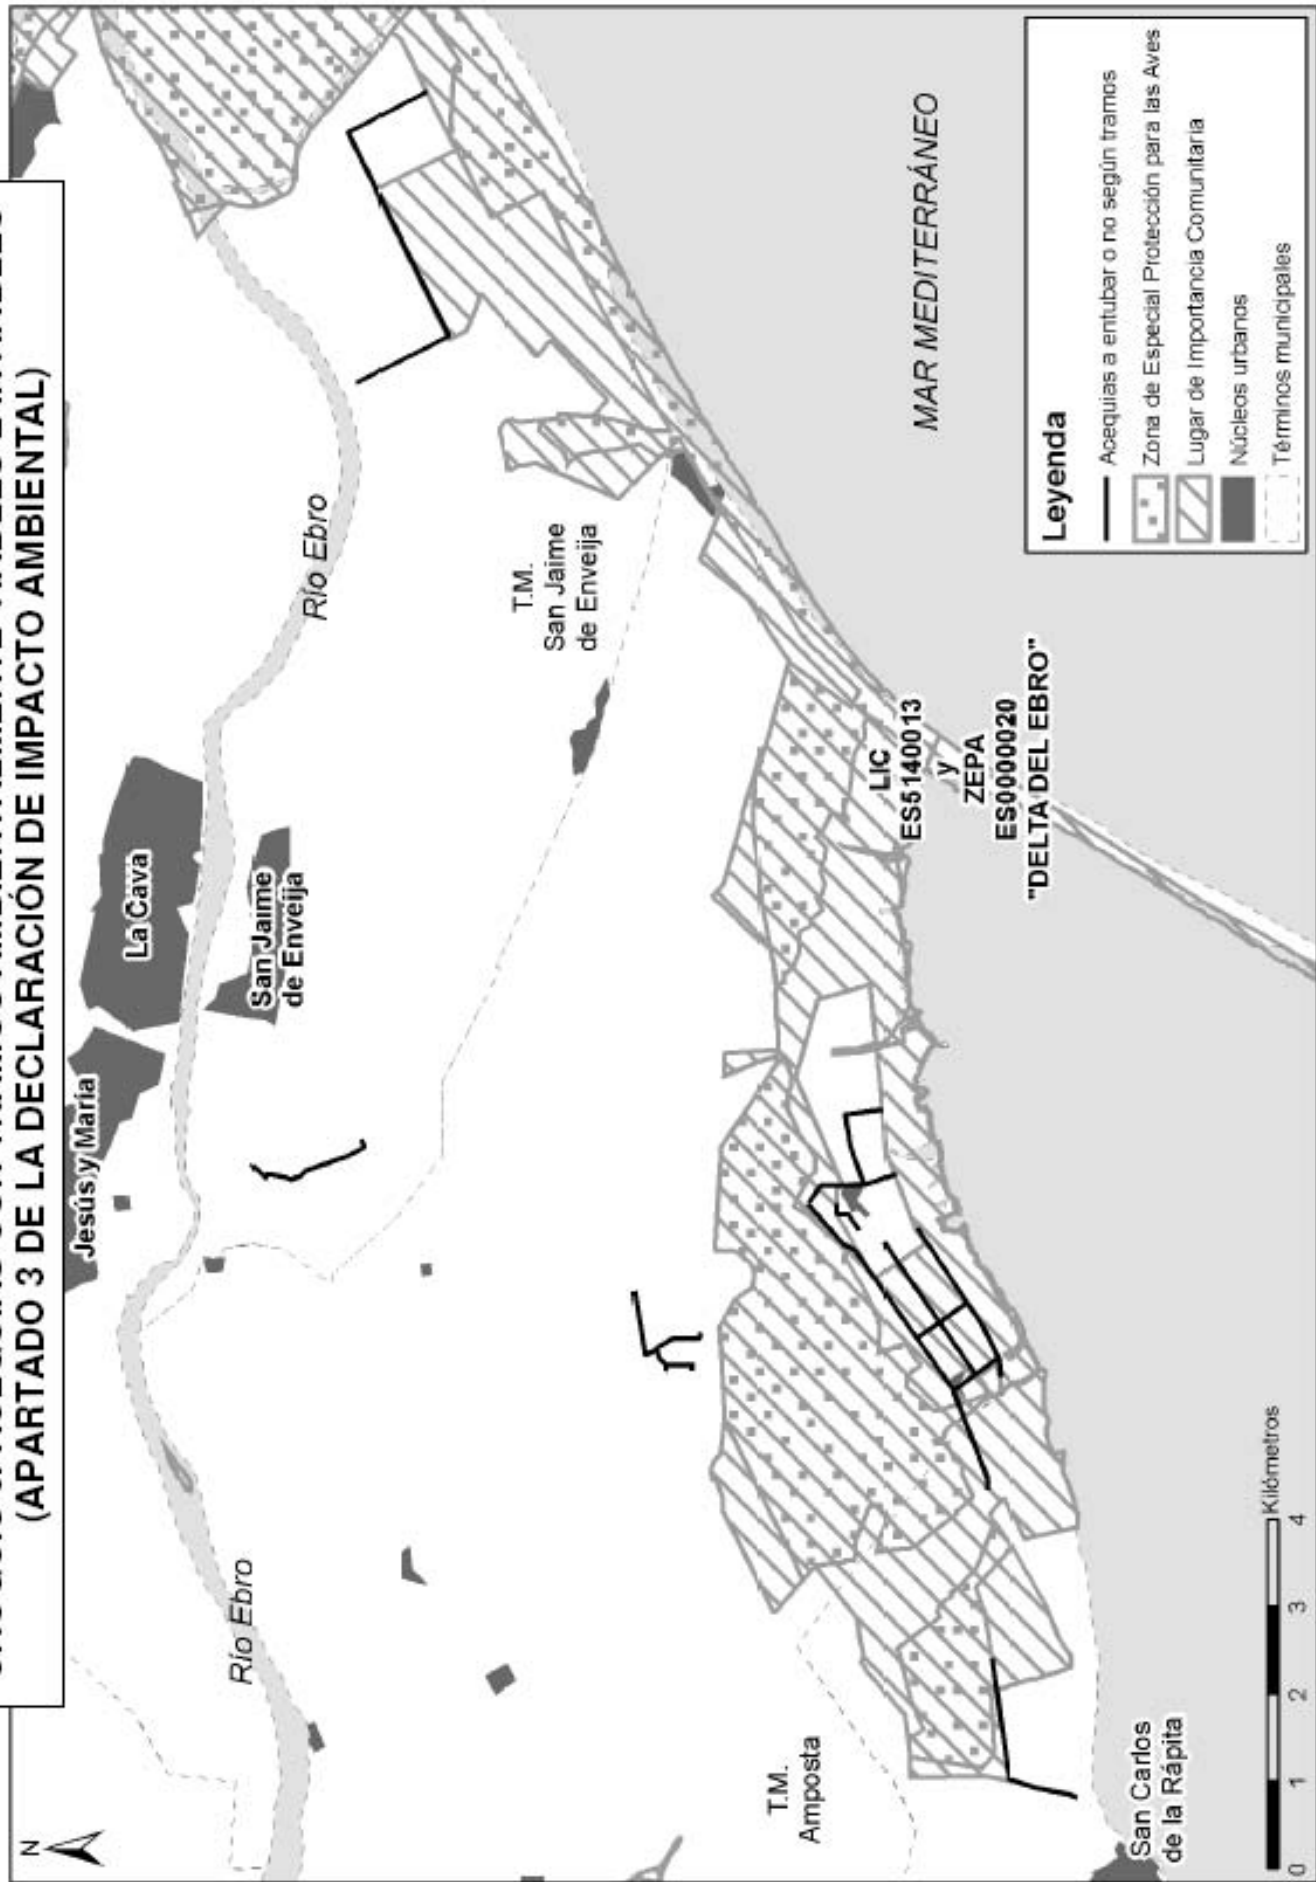 (APARTADO 3 DE LA DECLARACIÓN DE IMPACTO AMBIENTAL)
N
Jesús y María
La Cava
San Jaime
de Enveija
Río Ebro
Río Ebro
T.M.
San Jaime
de Enveija
T.M.
Amposta
San Carlos
de la Rápita
LIC
ES5140013
y
ZEPA
ES0000020
"DELTA DEL EBRO"
MAR MEDITERRÁNEO
0 1 2 3 4
Kilómetros
Leyenda
Acequias a entubar o no según tramos
Zona de Especial Protección para las Aves
Lugar de Importancia Comunitaria
Núcleos urbanos
Términos municipales